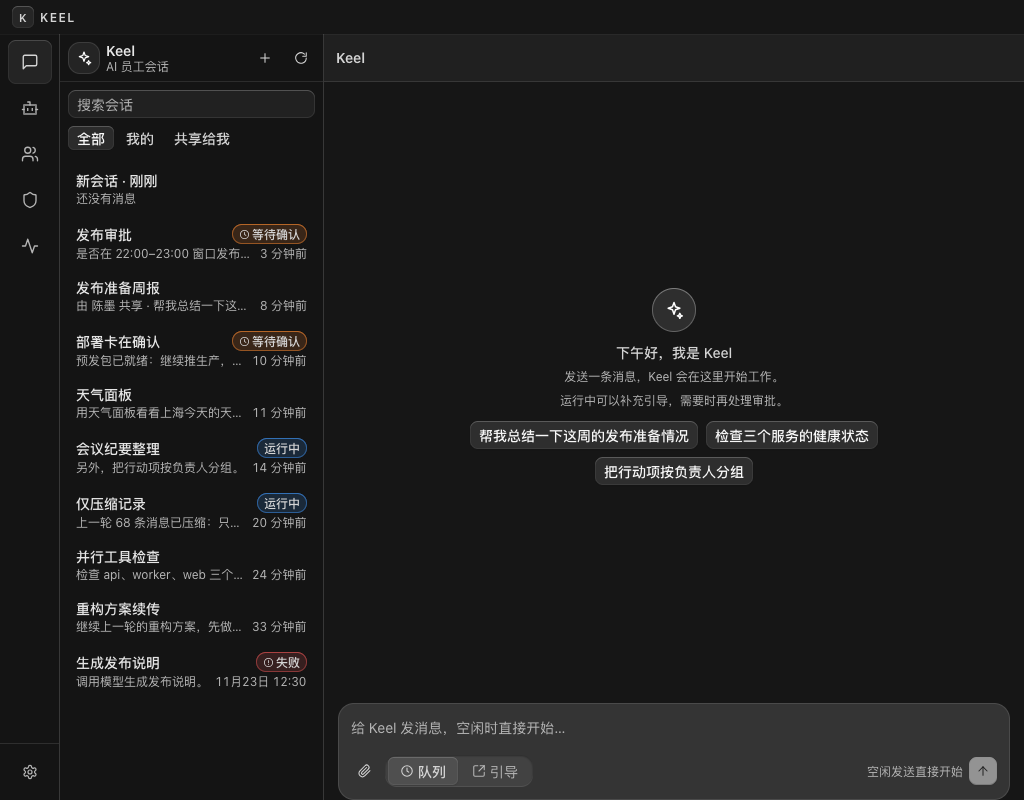 K KEEL
Keel
AI 员工会话
搜索会话
全部 我的 共享给我
新会话 · 刚刚
还没有消息
发布审批 等待确认
是否在 22:00–23:00 窗口发布... 3 分钟前
发布准备周报
由 陈墨 共享 · 帮我总结一下这... 8 分钟前
部署卡在确认 等待确认
预发包已就绪：继续推生产，... 10 分钟前
天气面板
用天气面板看看上海今天的天... 11 分钟前
会议纪要整理 运行中
另外，把行动项按负责人分组。 14 分钟前
仅压缩记录 运行中
上一轮 68 条消息已压缩：只... 20 分钟前
并行工具检查
检查 api、worker、web 三个... 24 分钟前
重构方案续传
继续上一轮的重构方案，先做... 33 分钟前
生成发布说明 失败
调用模型生成发布说明。 11月23日 12:30
Keel
下午好，我是 Keel
发送一条消息，Keel 会在这里开始工作。
运行中可以补充引导，需要时再处理审批。
帮我总结一下这周的发布准备情况 检查三个服务的健康状态
把行动项按负责人分组
给 Keel 发消息，空闲时直接开始...
队列 引导 空闲发送直接开始